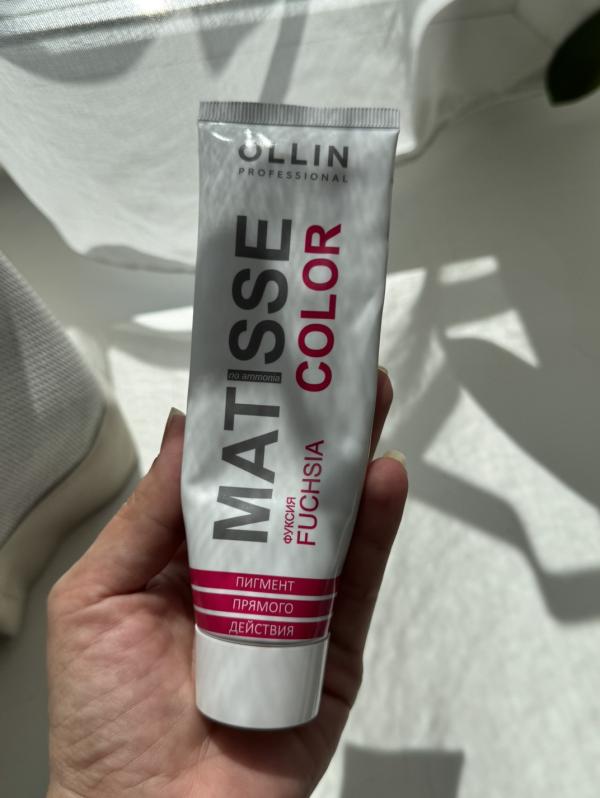 OLLIN
PROFESSIONAL
MATISSE
no ammonia
COLOR
ФУКСИЯ
FUCHSIA
ПИГМЕНТ
ПРЯМОГО
ДЕЙСТВИЯ